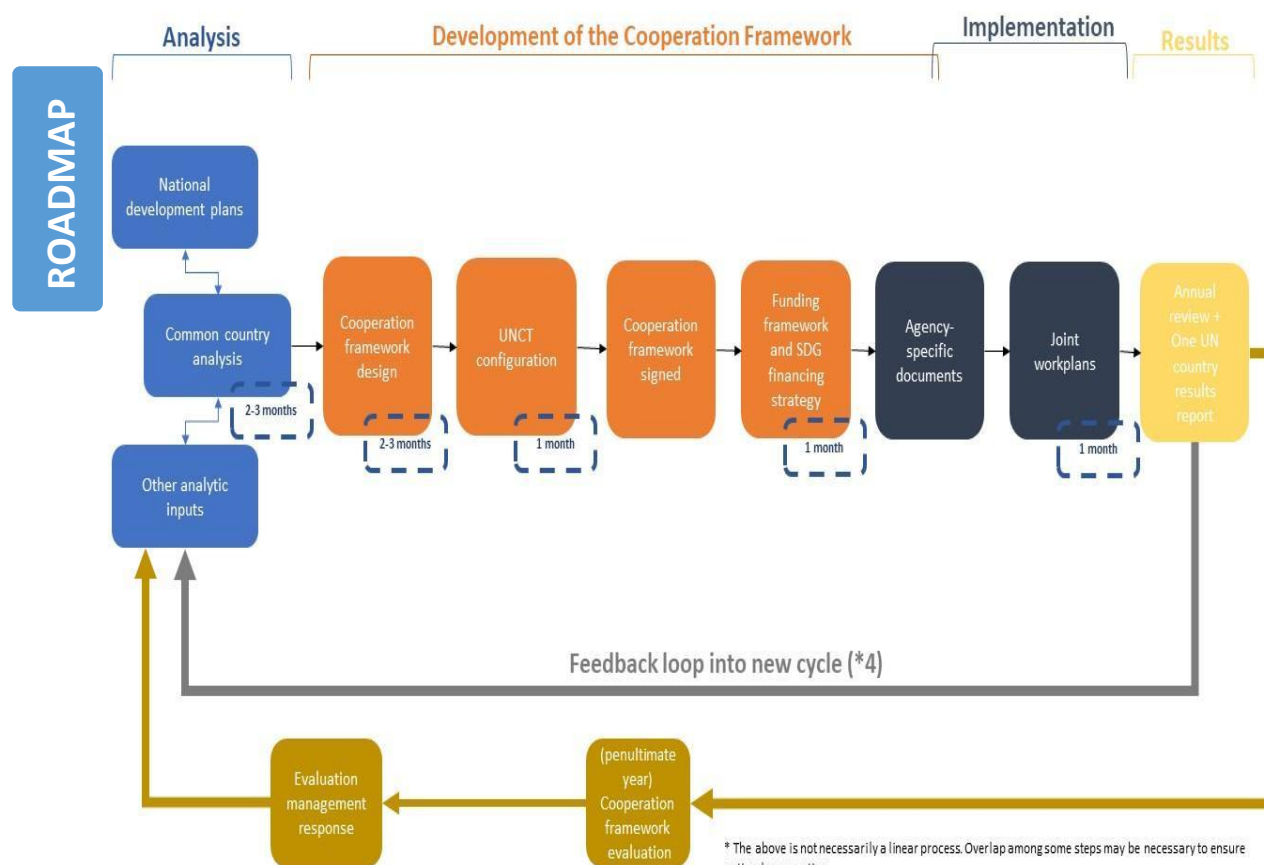 Analysis
Development of the Cooperation Framework
Implementation
Results
ROADMAP
National
development plans
Common country
analysis
2-3 months
Other analytic
inputs
Cooperation
framework
design
2-3 months
UNCT
configuration
1 month
Cooperation
framework
signed
Funding
framework
and SDG
financing
strategy
1 month
Agency-
specific
documents
Joint
workplans
1 month
Annual
review +
One UN
country
results
report
Feedback loop into new cycle (*4)
Evaluation
management
response
(penultimate
year)
Cooperation
framework
evaluation
* The above is not necessarily a linear process. Overlap among some steps may be necessary to ensure